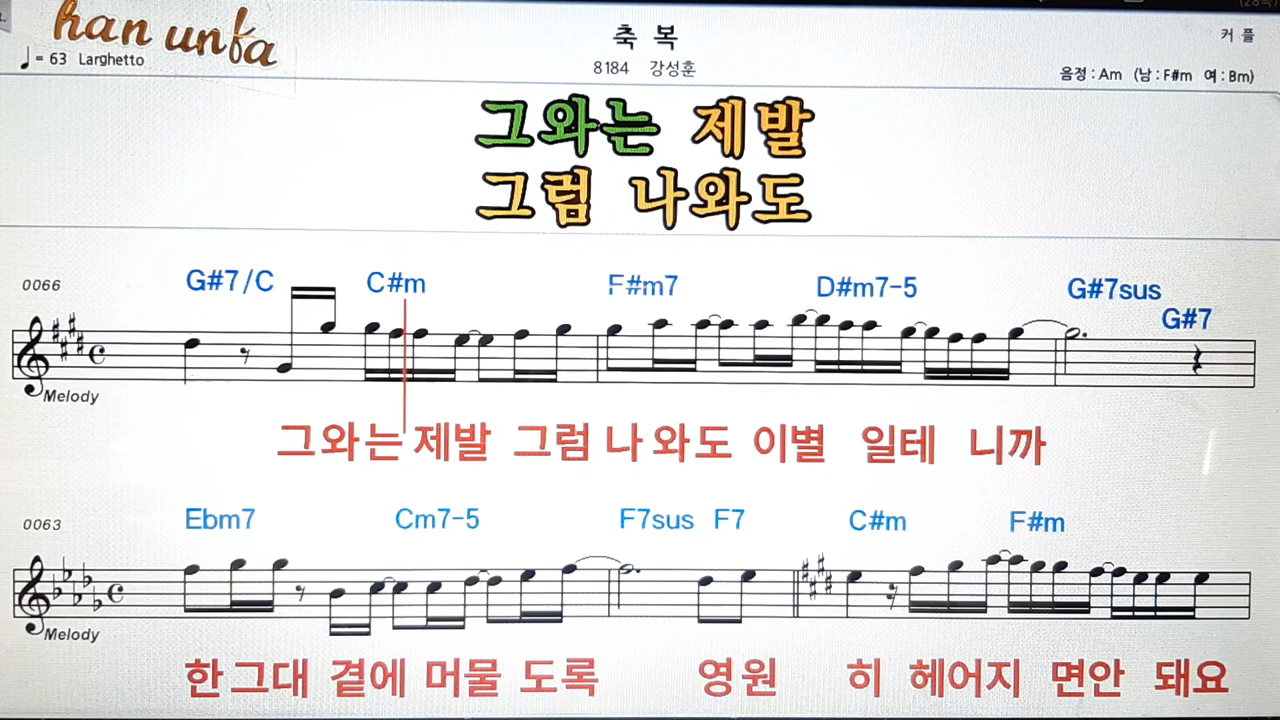 han unfa
축 복
커 플
♩ = 63 Larghetto
8184 강성훈
음정 : Am (남 : F#m 여 : Bm)
그와는 제발
그럼 나와도
0066
G#7/C C#m F#m7 D#m7-5 G#7sus G#7
Melody
그와는 제발 그럼 나 와도 이별 일테 니까
0063
Ebm7 Cm7-5 F7sus F7 C#m F#m
Melody
한그대 곁에 머물 도록 영원 히 헤어지 면안 돼요